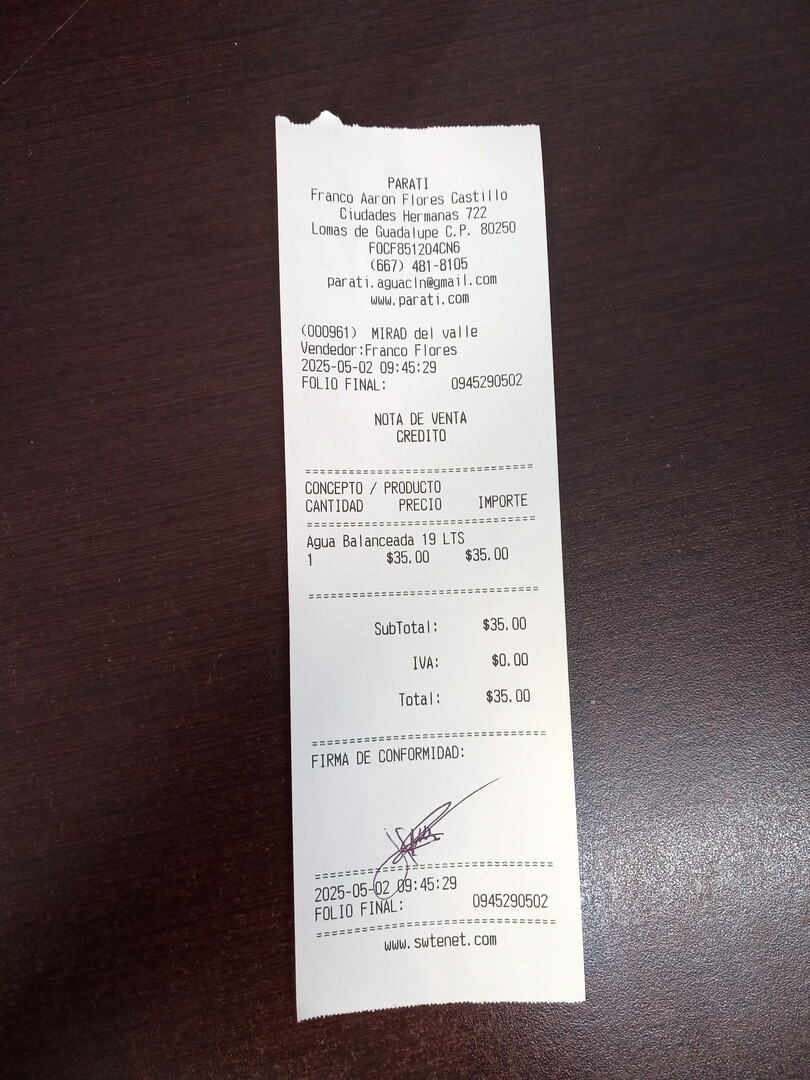 PARATI
Franco Aaron Flores Castillo
Ciudades Hermanas 722
Lomas de Guadalupe C.P. 80250
FOCF851204CN6
(667) 481-8105
parati.aguacln@gmail.com
www.parati.com
(000961) MIRAD del valle
Vendedor:Franco Flores
2025-05-02 09:45:29
FOLIO FINAL: 0945290502
NOTA DE VENTA
CREDITO
==============================
CONCEPTO / PRODUCTO
CANTIDAD PRECIO IMPORTE
==============================
Agua Balanceada 19 LTS
1 $35.00 $35.00
==============================
SubTotal: $35.00
IVA: $0.00
Total: $35.00
==============================
FIRMA DE CONFORMIDAD:
==============================
2025-05-02 09:45:29
FOLIO FINAL: 0945290502
==============================
www.swtenet.com